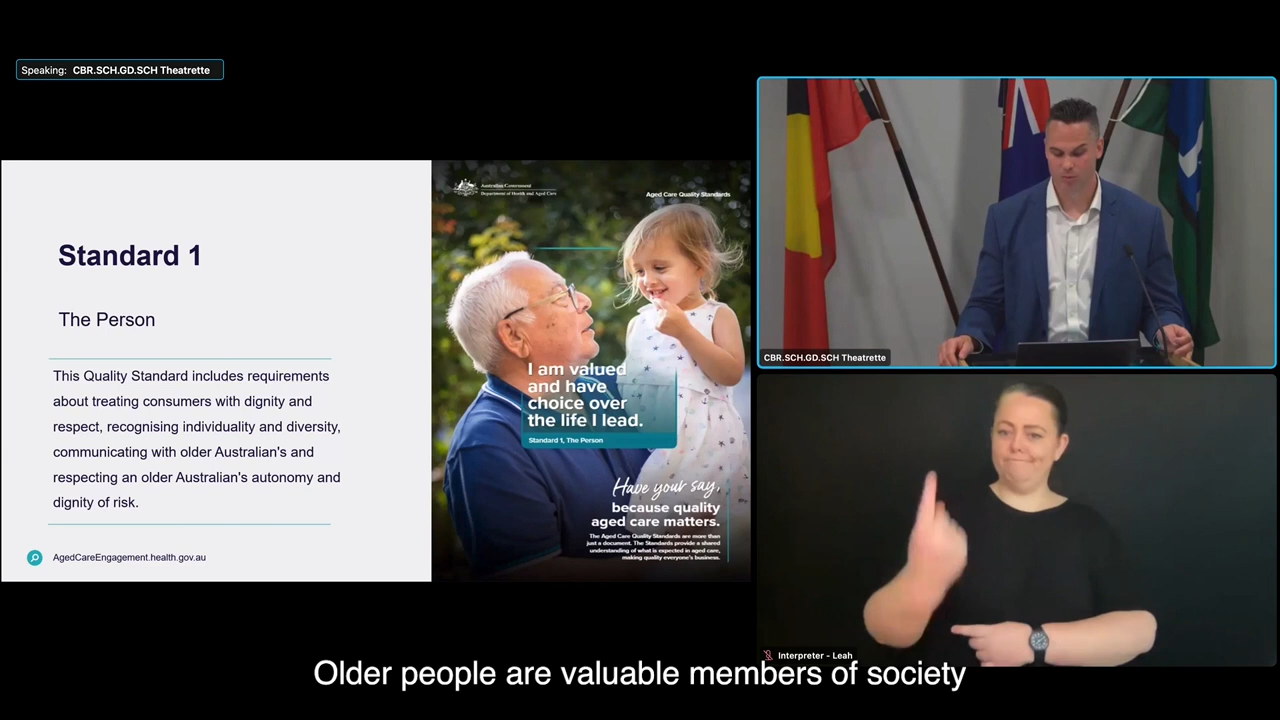 Speaking: CBR.SCH.GD.SCH Theatrette
Standard 1
The Person
This Quality Standard includes requirements
about treating consumers with dignity and
respect, recognising individuality and diversity,
communicating with older Australian's and
respecting an older Australian's autonomy and
dignity of risk.
AgedCareEngagement.health.gov.au
Australian Government
Department of Health and Aged Care
Aged Care Quality Standards
I am valued
and have
choice over
the life I lead.
Standard 1, The Person
Have your say,
because quality
aged care matters.
The Aged Care Quality Standards are more than
just a document. The Standards provide a shared
understanding of what is expected in aged care,
making quality everyone's business.
CBR.SCH.GD.SCH Theatrette
Interpreter - Leah
Older people are valuable members of society